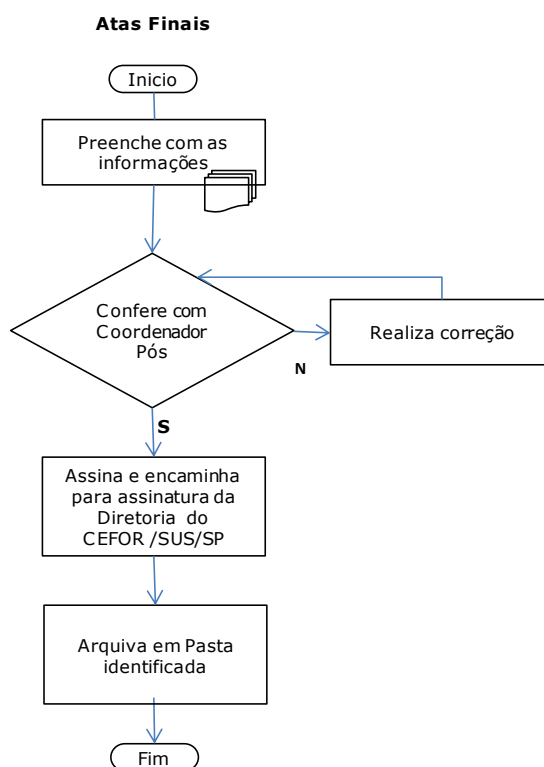 Atas Finais
Inicio
Preenche com as
informações
Confere com
Coordenador
Pós
Realiza correção
N
S
Assina e encaminha
para assinatura da
Diretoria do
CEFOR /SUS/SP
Arquiva em Pasta
identificada
Fim